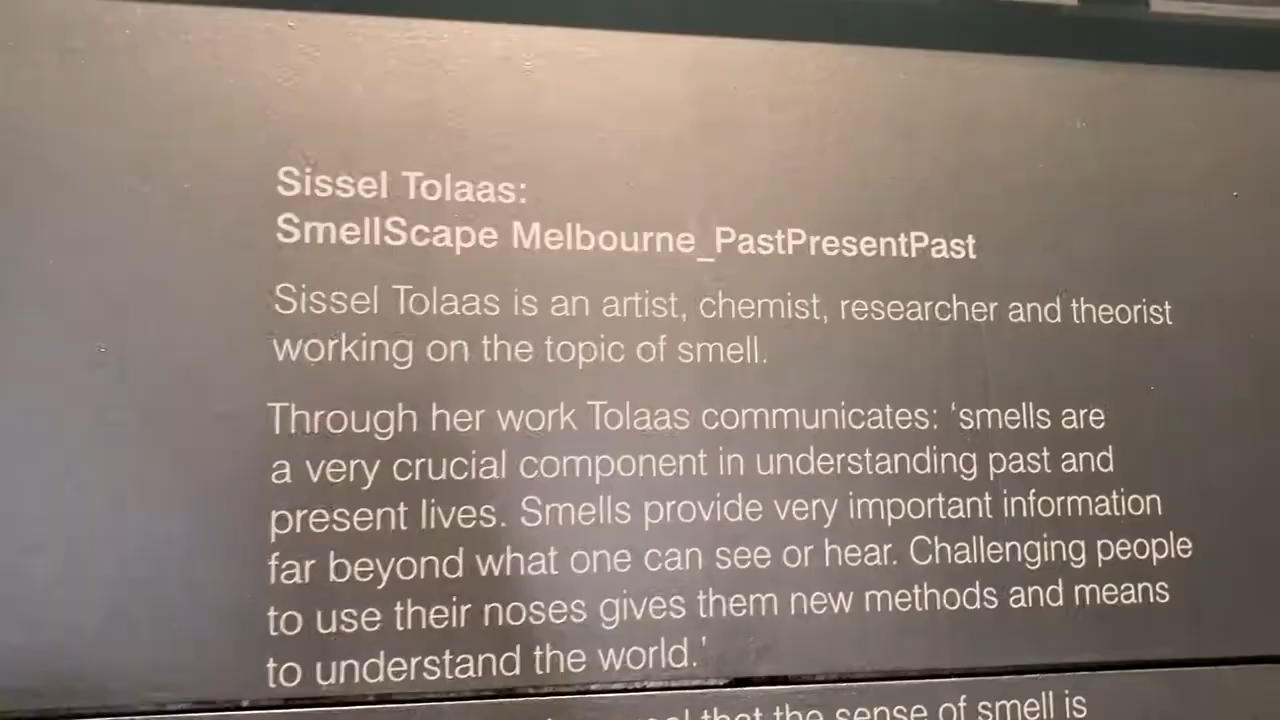 Sissel Tolaas:
SmellScape Melbourne_PastPresentPast
Sissel Tolaas is an artist, chemist, researcher and theorist
working on the topic of smell.
Through her work Tolaas communicates: ‘smells are
a very crucial component in understanding past and
present lives. Smells provide very important information
far beyond what one can see or hear. Challenging people
to use their noses gives them new methods and means
to understand the world.’
that the sense of smell is